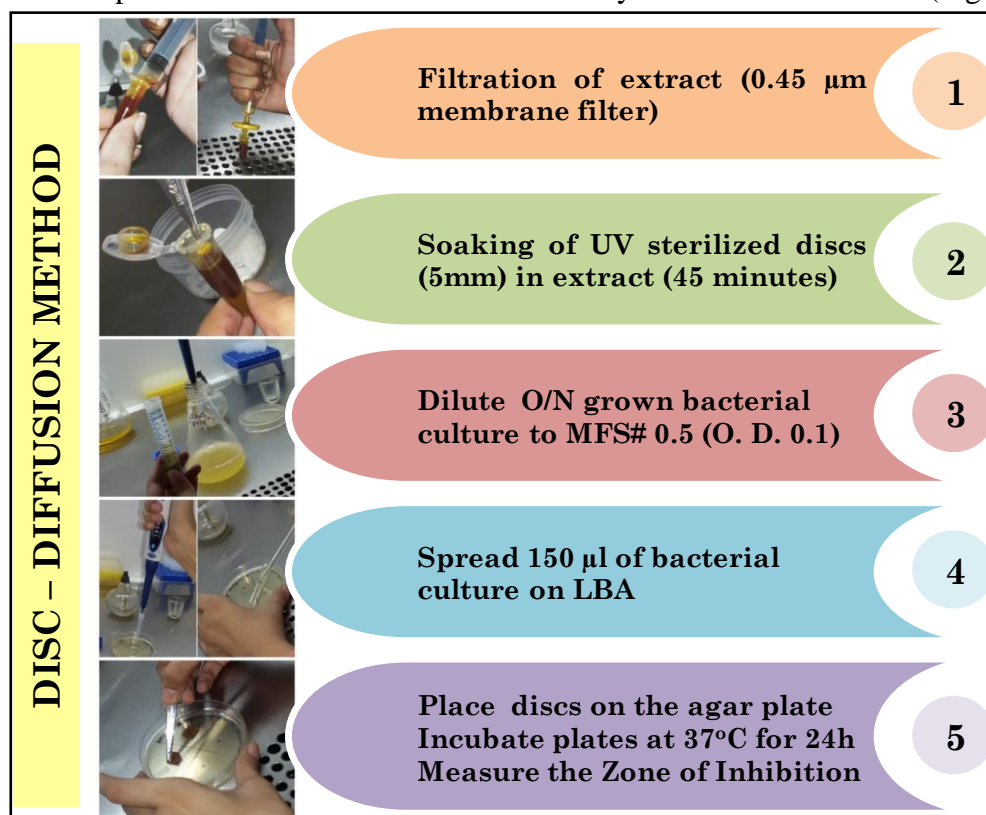 DISC – DIFFUSION METHOD
Filtration of extract (0.45 µm
membrane filter)
1
Soaking of UV sterilized discs
(5mm) in extract (45 minutes)
2
Dilute O/N grown bacterial
culture to MFS# 0.5 (O. D. 0.1)
3
Spread 150 µl of bacterial
culture on LBA
4
Place discs on the agar plate
Incubate plates at 37°C for 24h
Measure the Zone of Inhibition
5